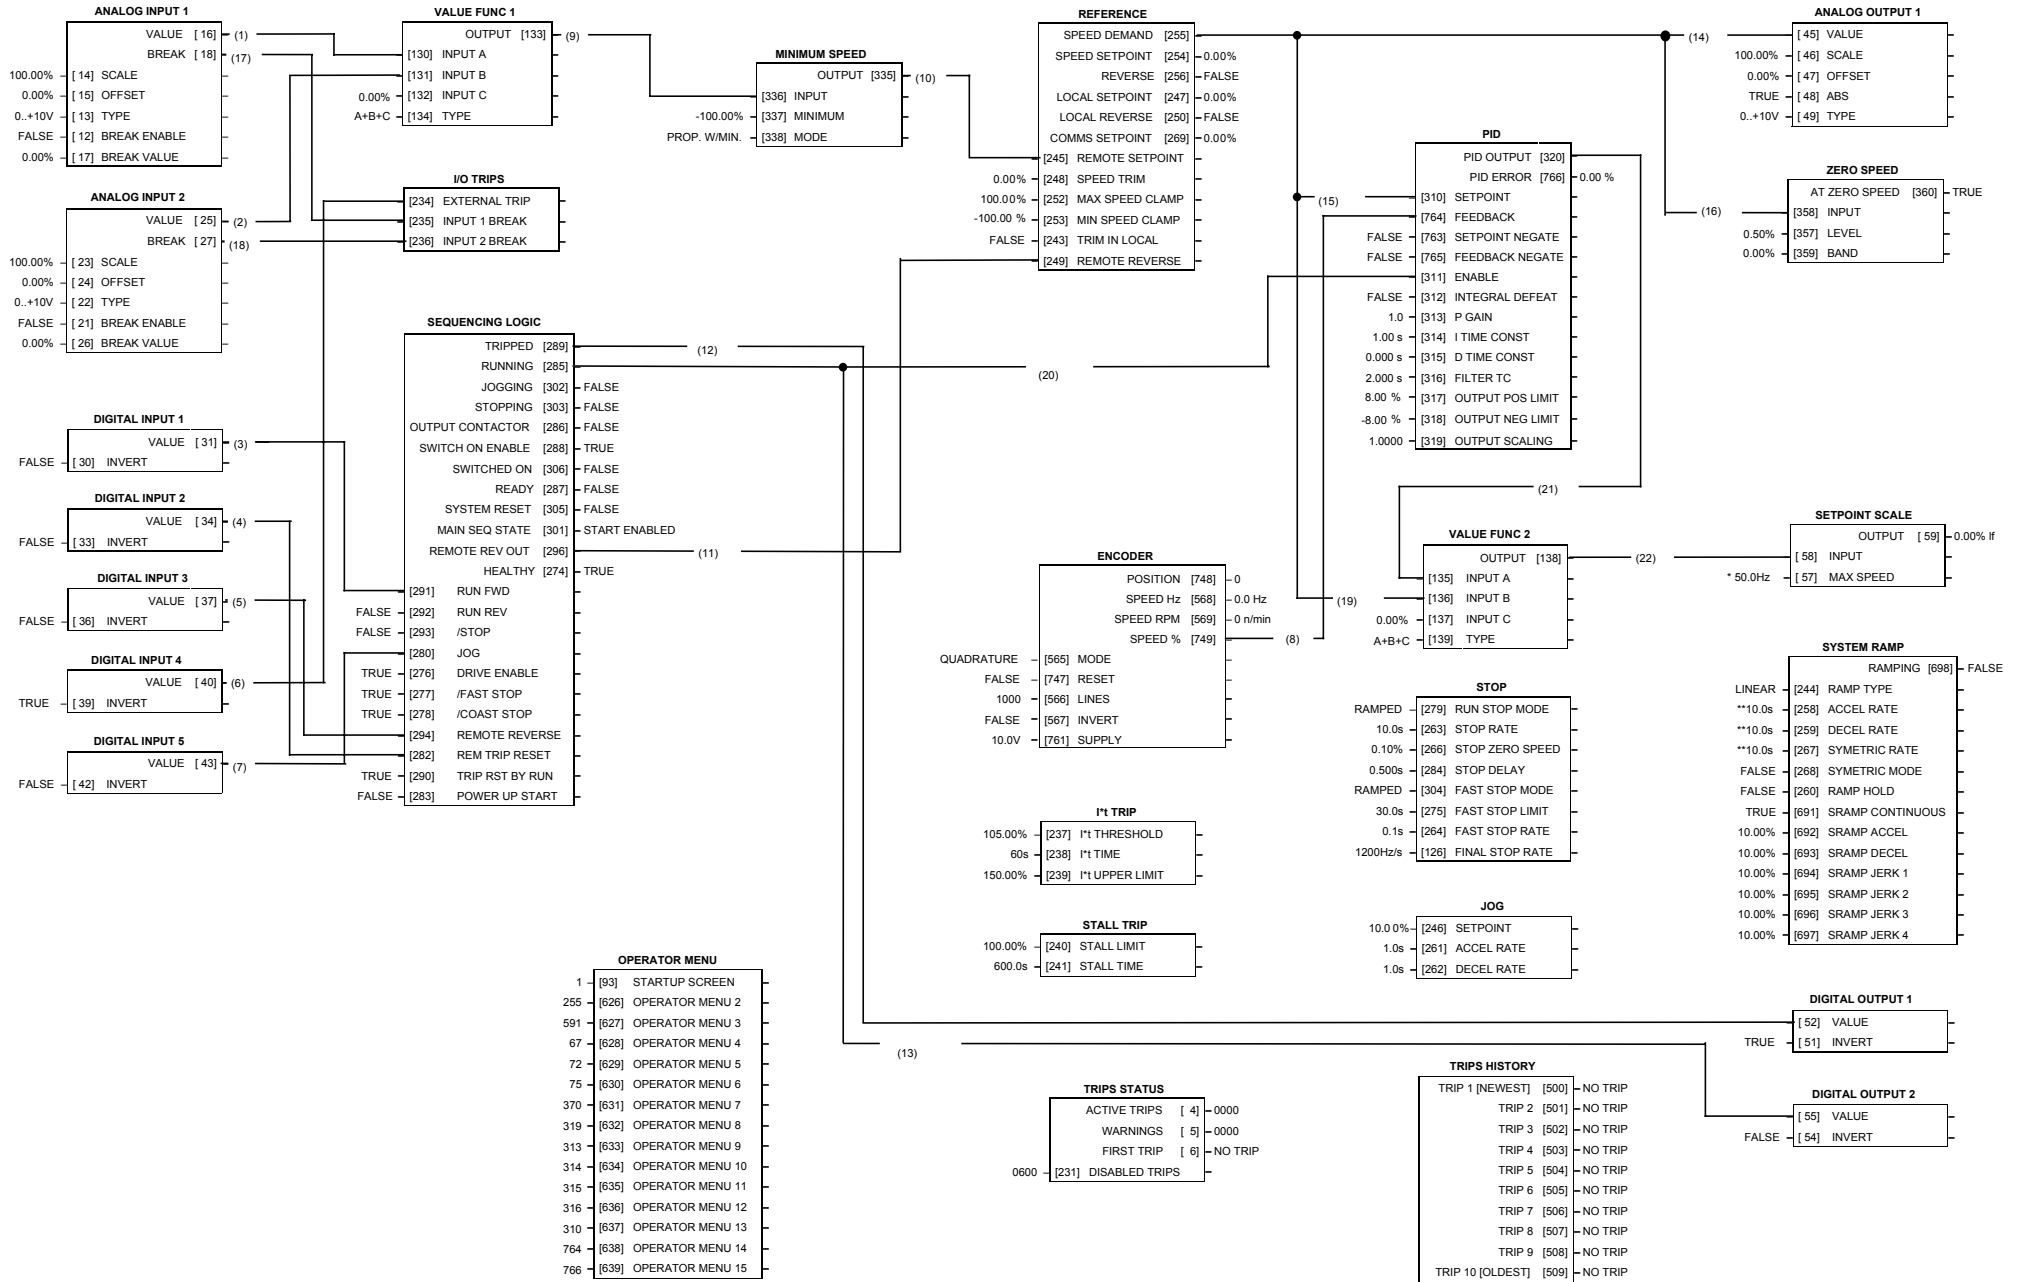 ANALOG INPUT 1
VALUE [ 16] (1)
BREAK [ 18] (17)
100.00% [ 14] SCALE
0.00% [ 15] OFFSET
0..+10V [ 13] TYPE
FALSE [ 12] BREAK ENABLE
0.00% [ 17] BREAK VALUE
ANALOG INPUT 2
VALUE [ 25] (2)
BREAK [ 27] (18)
100.00% [ 23] SCALE
0.00% [ 24] OFFSET
0..+10V [ 22] TYPE
FALSE [ 21] BREAK ENABLE
0.00% [ 26] BREAK VALUE
DIGITAL INPUT 1
VALUE [ 31] (3)
FALSE [ 30] INVERT
DIGITAL INPUT 2
VALUE [ 34] (4)
FALSE [ 33] INVERT
DIGITAL INPUT 3
VALUE [ 37] (5)
FALSE [ 36] INVERT
DIGITAL INPUT 4
VALUE [ 40] (6)
TRUE [ 39] INVERT
DIGITAL INPUT 5
VALUE [ 43] (7)
FALSE [ 42] INVERT
VALUE FUNC 1
OUTPUT [133] (9)
[130] INPUT A
[131] INPUT B
0.00% [132] INPUT C
A+B+C [134] TYPE
I/O TRIPS
[234] EXTERNAL TRIP
[235] INPUT 1 BREAK
[236] INPUT 2 BREAK
SEQUENCING LOGIC
TRIPPED [289] (12)
RUNNING [285] (20)
JOGGING [302] FALSE
STOPPING [303] FALSE
OUTPUT CONTACTOR [286] FALSE
SWITCH ON ENABLE [288] TRUE
SWITCHED ON [306] FALSE
READY [287] FALSE
SYSTEM RESET [305] FALSE
MAIN SEQ STATE [301] START ENABLED
REMOTE REV OUT [296] (11)
HEALTHY [274] TRUE
[291] RUN FWD
FALSE [292] RUN REV
FALSE [293] /STOP
[280] JOG
TRUE [276] DRIVE ENABLE
TRUE [277] /FAST STOP
TRUE [278] /COAST STOP
[294] REMOTE REVERSE
[282] REM TRIP RESET
TRUE [290] TRIP RST BY RUN
FALSE [283] POWER UP START
OPERATOR MENU
1 [93] STARTUP SCREEN
255 [626] OPERATOR MENU 2
591 [627] OPERATOR MENU 3
67 [628] OPERATOR MENU 4
72 [629] OPERATOR MENU 5
75 [630] OPERATOR MENU 6
370 [631] OPERATOR MENU 7
319 [632] OPERATOR MENU 8
313 [633] OPERATOR MENU 9
314 [634] OPERATOR MENU 10
315 [635] OPERATOR MENU 11
316 [636] OPERATOR MENU 12
310 [637] OPERATOR MENU 13
764 [638] OPERATOR MENU 14
766 [639] OPERATOR MENU 15
MINIMUM SPEED
OUTPUT [335] (10)
[336] INPUT
-100.00% [337] MINIMUM
PROP. W/MIN. [338] MODE
REFERENCE
SPEED DEMAND [255]
SPEED SETPOINT [254] 0.00%
REVERSE [256] FALSE
LOCAL SETPOINT [247] 0.00%
LOCAL REVERSE [250] FALSE
COMMS SETPOINT [269] 0.00%
[245] REMOTE SETPOINT
0.00% [248] SPEED TRIM
100.00% [252] MAX SPEED CLAMP
-100.00 % [253] MIN SPEED CLAMP
FALSE [243] TRIM IN LOCAL
[249] REMOTE REVERSE
ENCODER
POSITION [748] 0
SPEED Hz [568] 0.0 Hz
SPEED RPM [569] 0 n/min
SPEED % [749] (8)
QUADRATURE [565] MODE
FALSE [747] RESET
1000 [566] LINES
FALSE [567] INVERT
10.0V [761] SUPPLY
I*t TRIP
105.00% [237] I*t THRESHOLD
60s [238] I*t TIME
150.00% [239] I*t UPPER LIMIT
STALL TRIP
100.00% [240] STALL LIMIT
600.0s [241] STALL TIME
(13)
TRIPS STATUS
ACTIVE TRIPS [ 4] 0000
WARNINGS [ 5] 0000
FIRST TRIP [ 6] NO TRIP
0600 [231] DISABLED TRIPS
PID
PID OUTPUT [320]
PID ERROR [766] 0.00 %
(15) [310] SETPOINT
[764] FEEDBACK
FALSE [763] SETPOINT NEGATE
FALSE [765] FEEDBACK NEGATE
[311] ENABLE
FALSE [312] INTEGRAL DEFEAT
1.0 [313] P GAIN
1.00 s [314] I TIME CONST
0.000 s [315] D TIME CONST
2.000 s [316] FILTER TC
8.00 % [317] OUTPUT POS LIMIT
-8.00 % [318] OUTPUT NEG LIMIT
1.0000 [319] OUTPUT SCALING
(21)
VALUE FUNC 2
OUTPUT [138] (22)
[135] INPUT A
(19) [136] INPUT B
0.00% [137] INPUT C
A+B+C [139] TYPE
STOP
RAMPED [279] RUN STOP MODE
10.0s [263] STOP RATE
0.10% [266] STOP ZERO SPEED
0.500s [284] STOP DELAY
RAMPED [304] FAST STOP MODE
30.0s [275] FAST STOP LIMIT
0.1s [264] FAST STOP RATE
1200Hz/s [126] FINAL STOP RATE
JOG
10.0 0% [246] SETPOINT
1.0s [261] ACCEL RATE
1.0s [262] DECEL RATE
TRIPS HISTORY
TRIP 1 [NEWEST] [500] NO TRIP
TRIP 2 [501] NO TRIP
TRIP 3 [502] NO TRIP
TRIP 4 [503] NO TRIP
TRIP 5 [504] NO TRIP
TRIP 6 [505] NO TRIP
TRIP 7 [506] NO TRIP
TRIP 8 [507] NO TRIP
TRIP 9 [508] NO TRIP
TRIP 10 [OLDEST] [509] NO TRIP
ANALOG OUTPUT 1
(14) [ 45] VALUE
100.00% [ 46] SCALE
0.00% [ 47] OFFSET
TRUE [ 48] ABS
0..+10V [ 49] TYPE
ZERO SPEED
AT ZERO SPEED [360] TRUE
(16) [358] INPUT
0.50% [357] LEVEL
0.00% [359] BAND
SETPOINT SCALE
OUTPUT [ 59] 0.00% lf
[ 58] INPUT
* 50.0Hz [ 57] MAX SPEED
SYSTEM RAMP
RAMPING [698] FALSE
LINEAR [244] RAMP TYPE
**10.0s [258] ACCEL RATE
**10.0s [259] DECEL RATE
**10.0s [267] SYMETRIC RATE
FALSE [268] SYMETRIC MODE
FALSE [260] RAMP HOLD
TRUE [691] SRAMP CONTINUOUS
10.00% [692] SRAMP ACCEL
10.00% [693] SRAMP DECEL
10.00% [694] SRAMP JERK 1
10.00% [695] SRAMP JERK 2
10.00% [696] SRAMP JERK 3
10.00% [697] SRAMP JERK 4
DIGITAL OUTPUT 1
[ 52] VALUE
TRUE [ 51] INVERT
DIGITAL OUTPUT 2
[ 55] VALUE
FALSE [ 54] INVERT